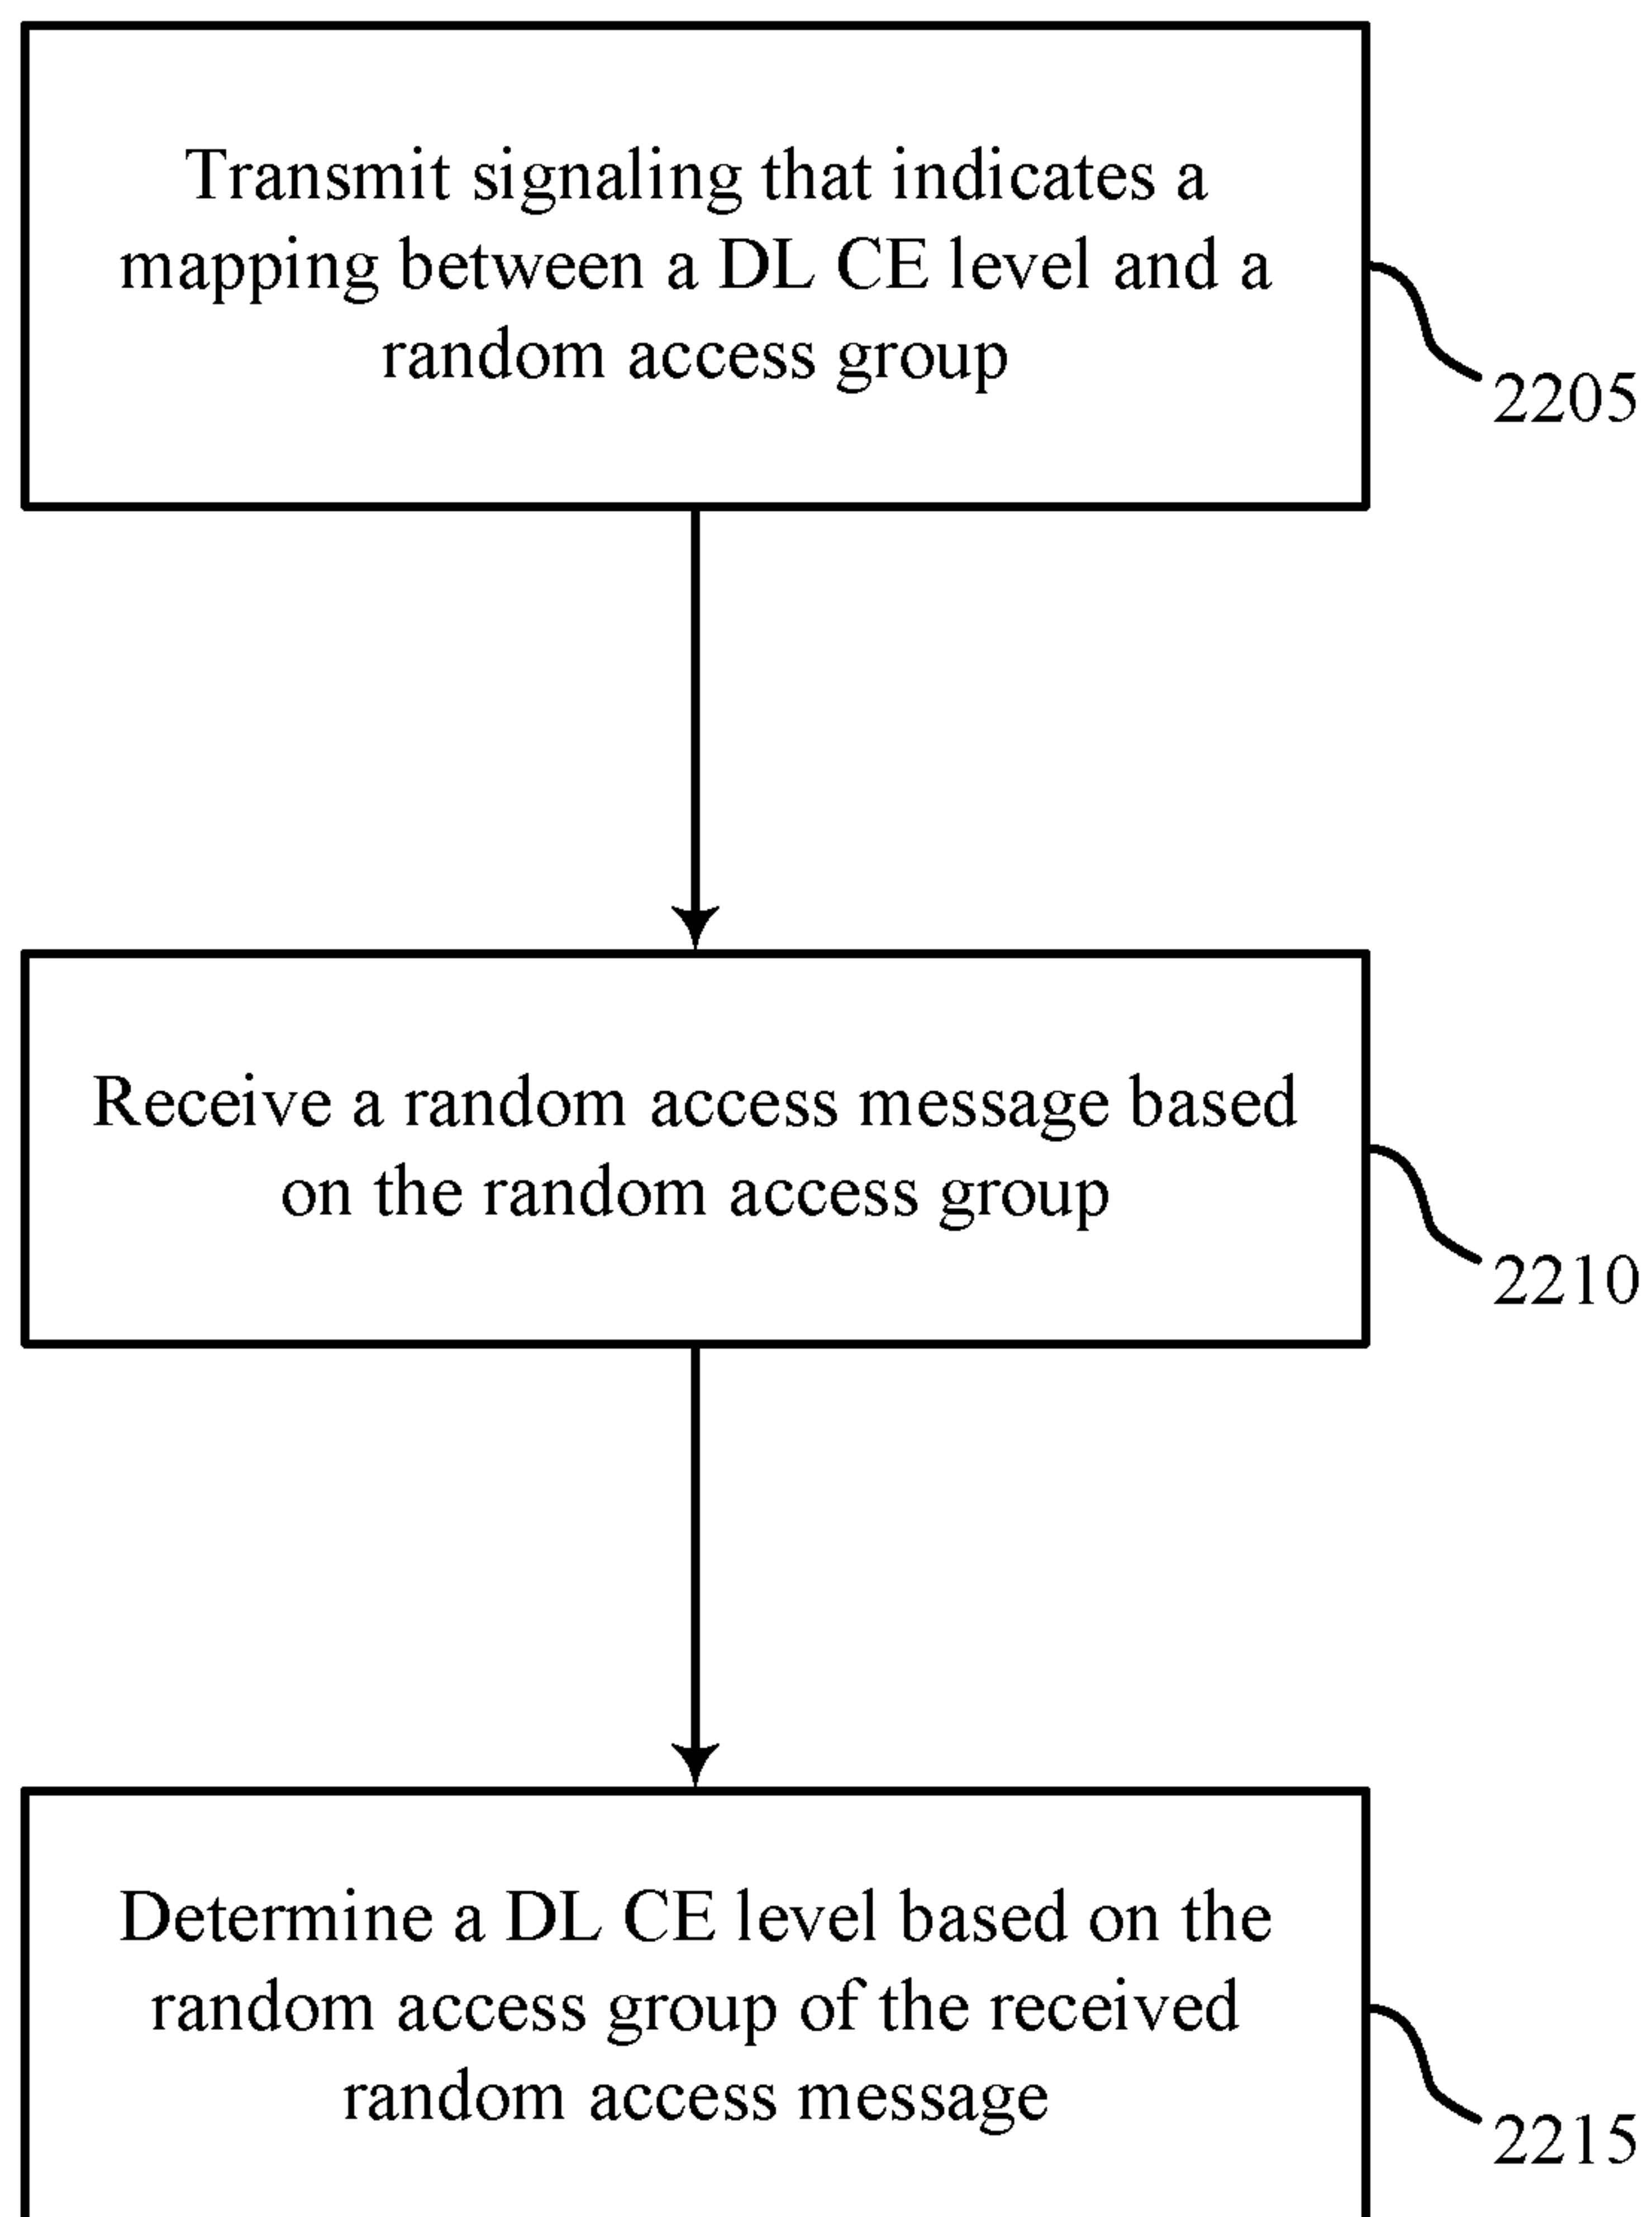 Transmit signaling that indicates a
mapping between a DL CE level and a
random access group
2205
Receive a random access message based
on the random access group
2210
Determine a DL CE level based on the
random access group of the received
random access message
2215